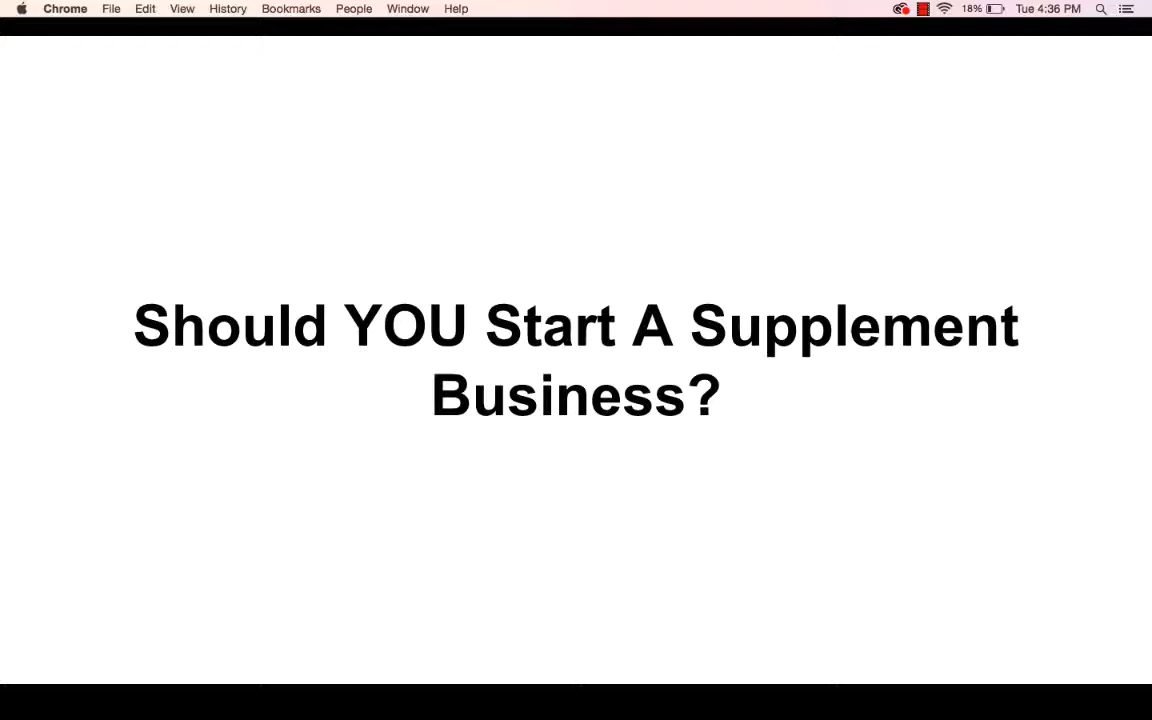 Chrome File Edit View History Bookmarks People Window Help 18% Tue 4:36 PM
Should YOU Start A Supplement
Business?